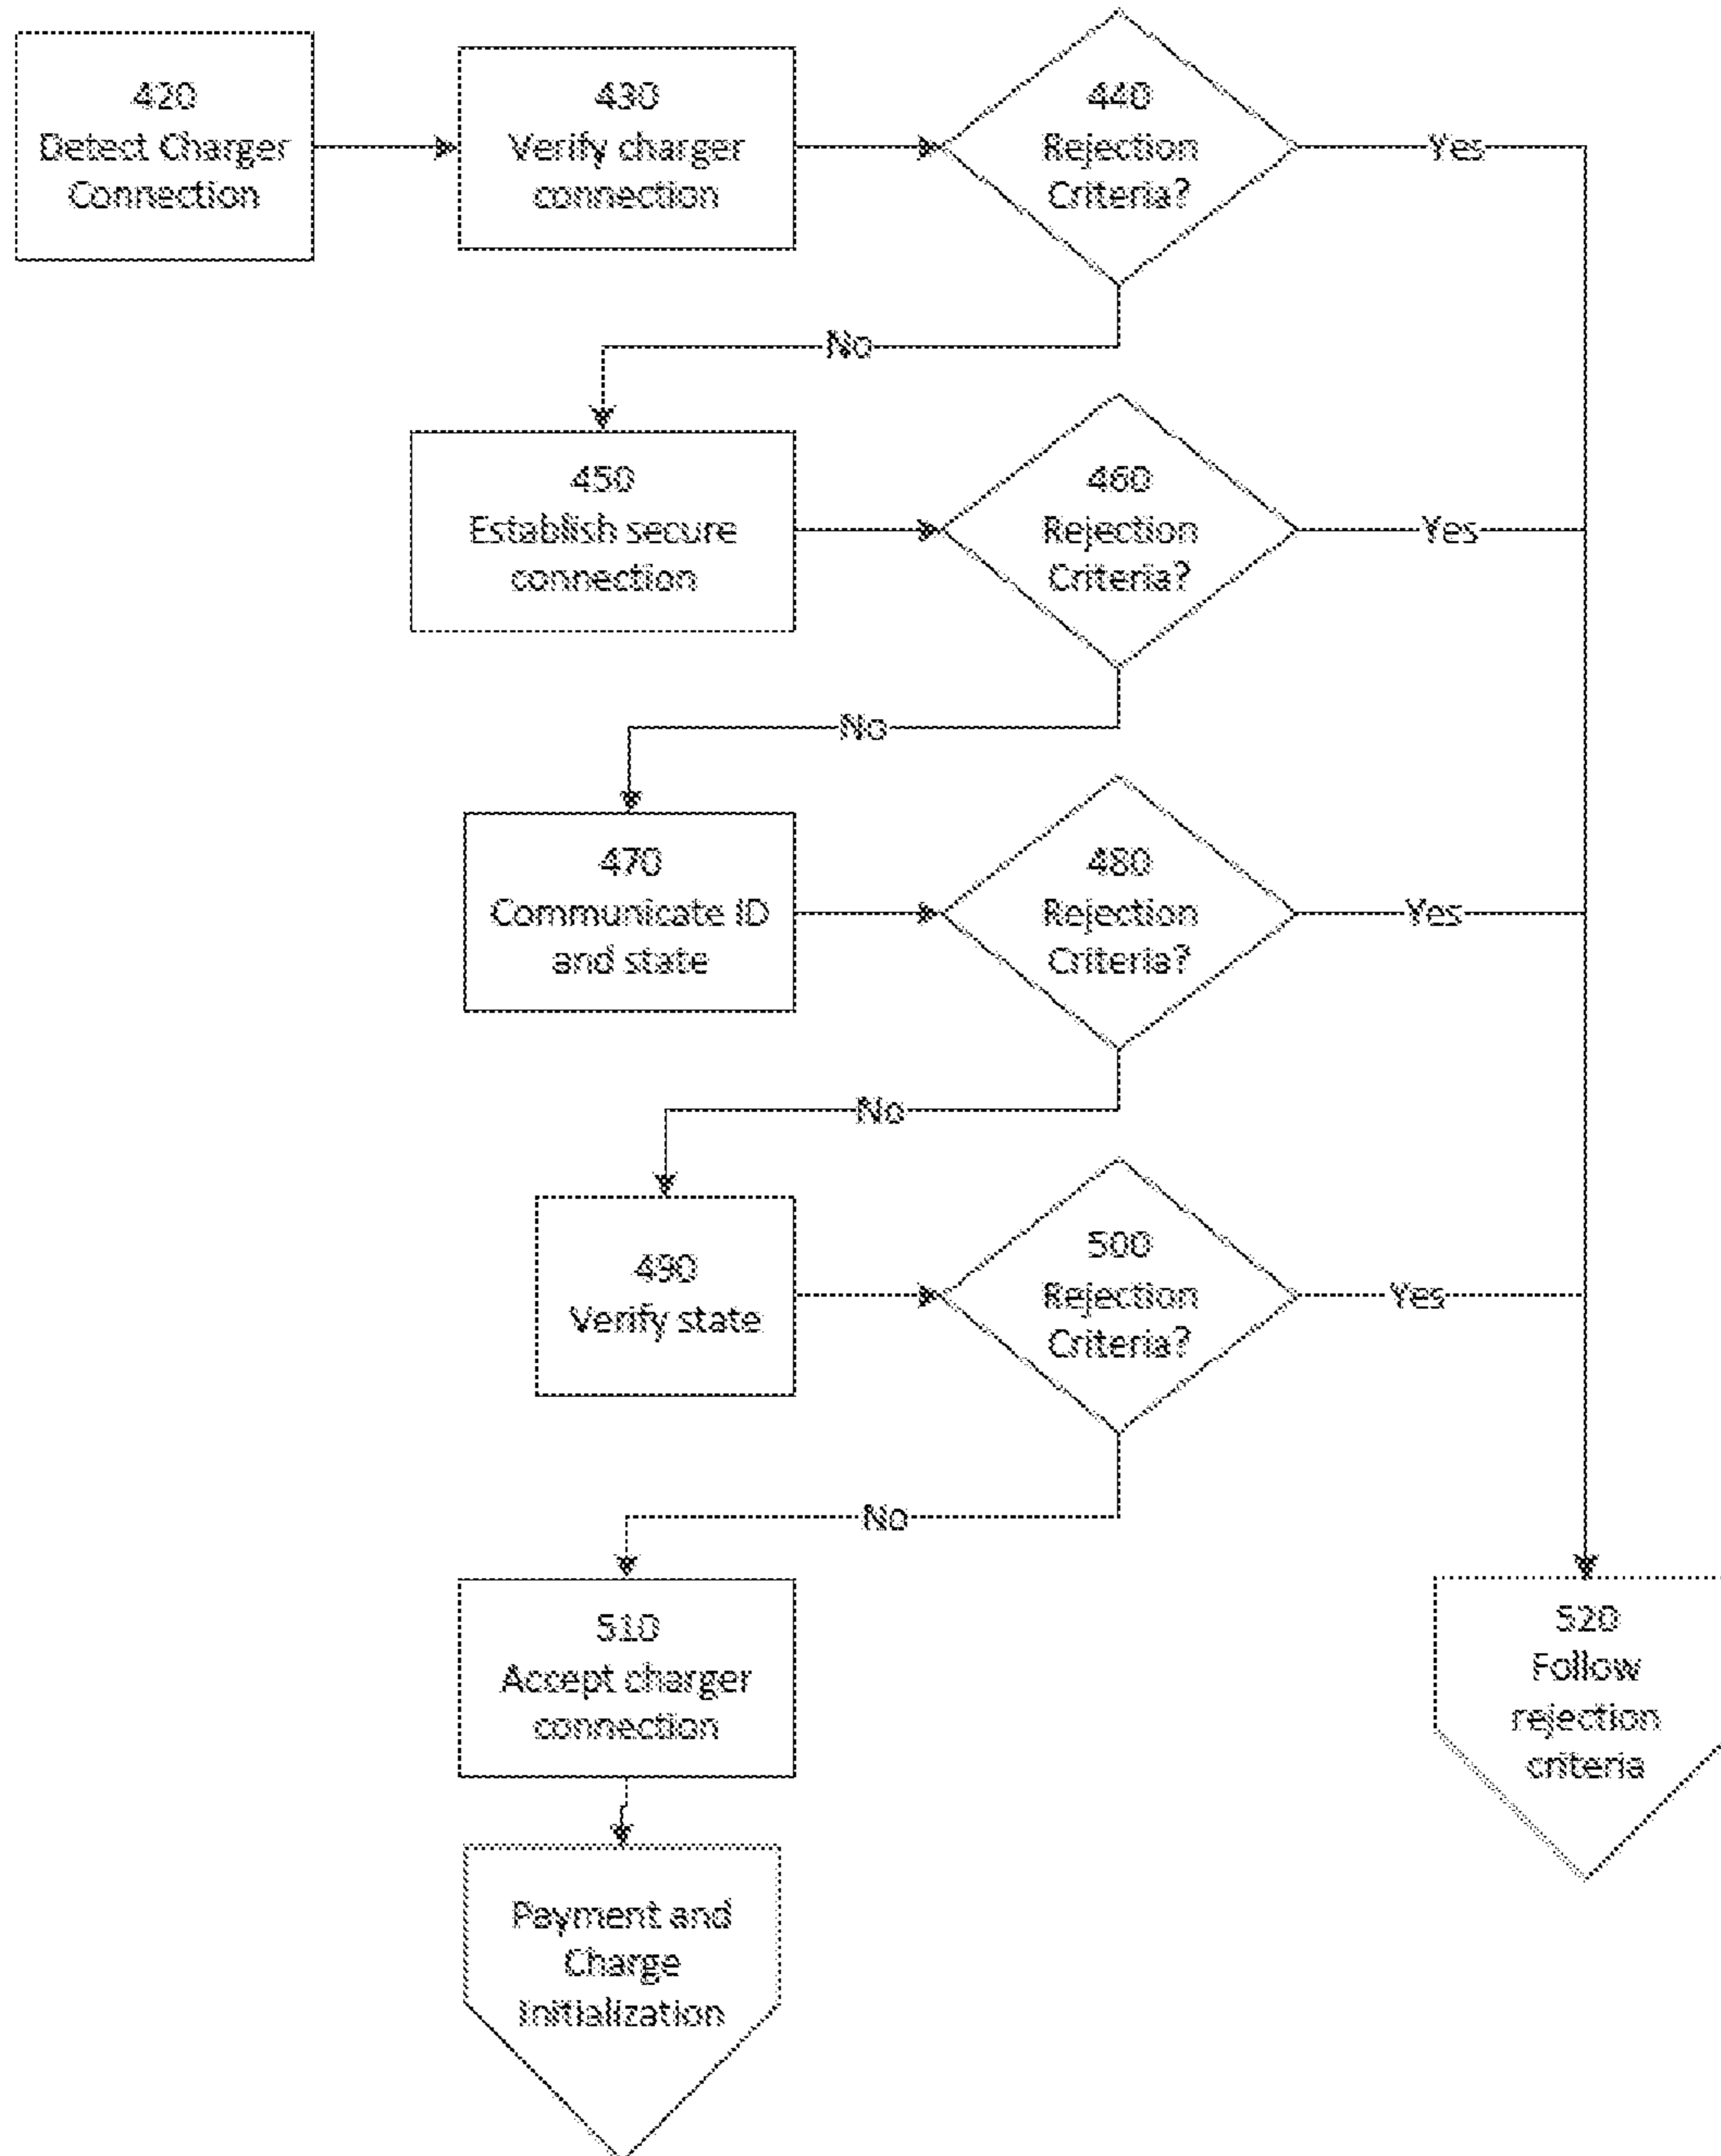 420
Detect Charger
Connection
430
Verify charger
connection
440
Rejection
Criteria?
Yes
No
450
Establish secure
connection
460
Rejection
Criteria?
Yes
No
470
Communicate ID
and state
480
Rejection
Criteria?
Yes
No
490
Verify state
500
Rejection
Criteria?
Yes
No
510
Accept charger
connection
520
Follow
rejection
criteria
Payment and
Charge
Initialization